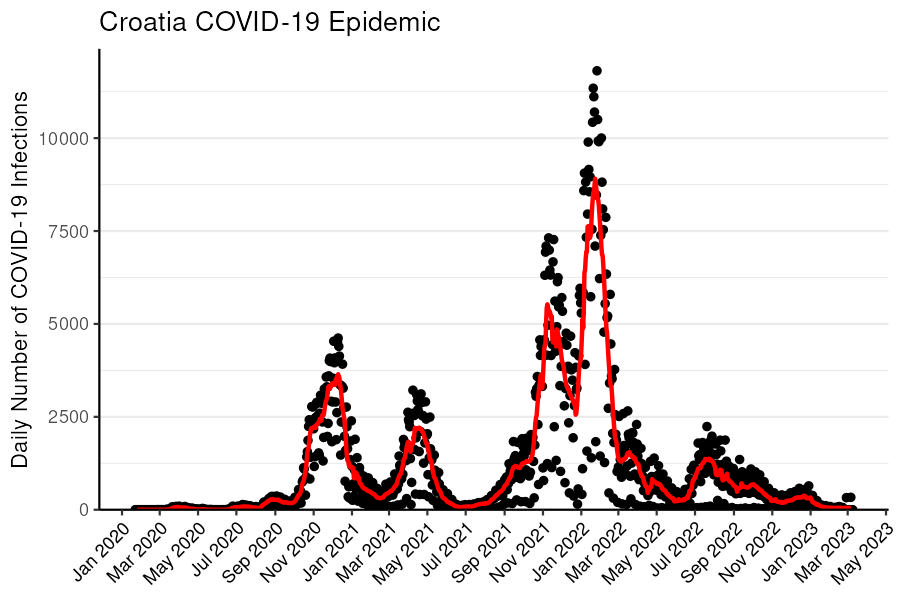 Croatia COVID-19 Epidemic
Daily Number of COVID-19 Infections
10000
7500
5000
2500
0
Jan 2020
Mar 2020
May 2020
Jul 2020
Sep 2020
Nov 2020
Jan 2021
Mar 2021
May 2021
Jul 2021
Sep 2021
Nov 2021
Jan 2022
Mar 2022
May 2022
Jul 2022
Sep 2022
Nov 2022
Jan 2023
Mar 2023
May 2023